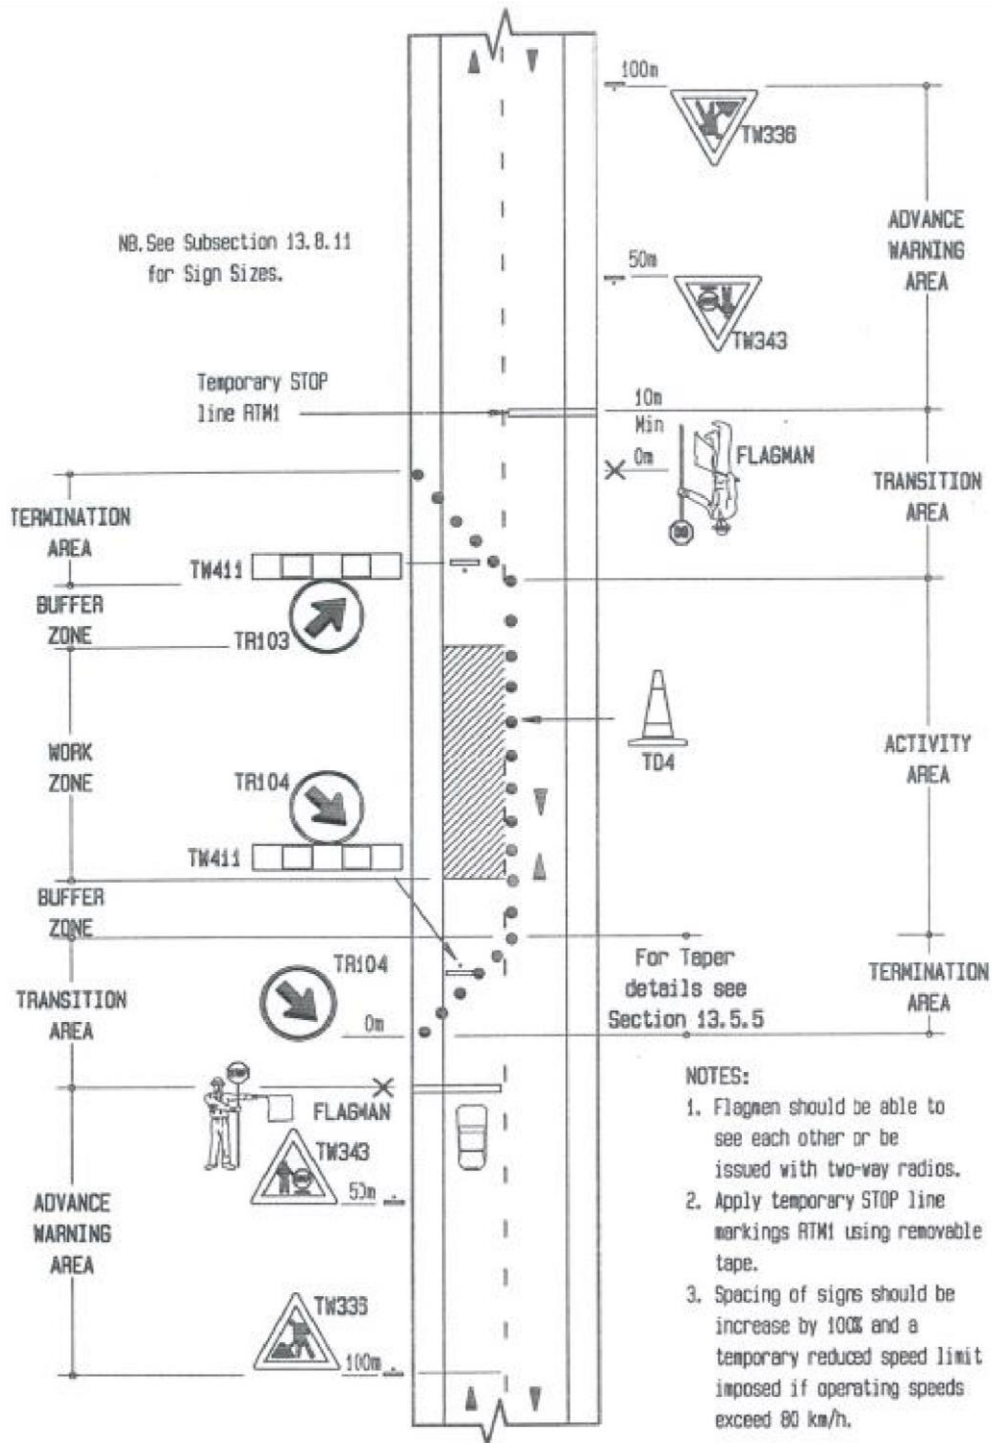 100m
TW336
ADVANCE
WARNING
AREA
NB.See Subsection 13.8.11
for Sign Sizes.
50m
TW343
Temporary STOP
line RTM1
10m
Min
0m
FLAGMAN
TRANSITION
AREA
TERMINATION
AREA
TW411
BUFFER
ZONE
TR103
WORK
ZONE
TD4
ACTIVITY
AREA
TR104
TW411
BUFFER
ZONE
TR104
For Taper
details see
Section 13.5.5
TERMINATION
AREA
TRANSITION
AREA
0m
FLAGMAN
TW343
50m
ADVANCE
WARNING
AREA
TW336
100m
NOTES:
1. Flagmen should be able to
see each other or be
issued with two-way radios.
2. Apply temporary STOP line
markings RTM1 using removable
tape.
3. Spacing of signs should be
increase by 100% and a
temporary reduced speed limit
imposed if operating speeds
exceed 80 km/h.